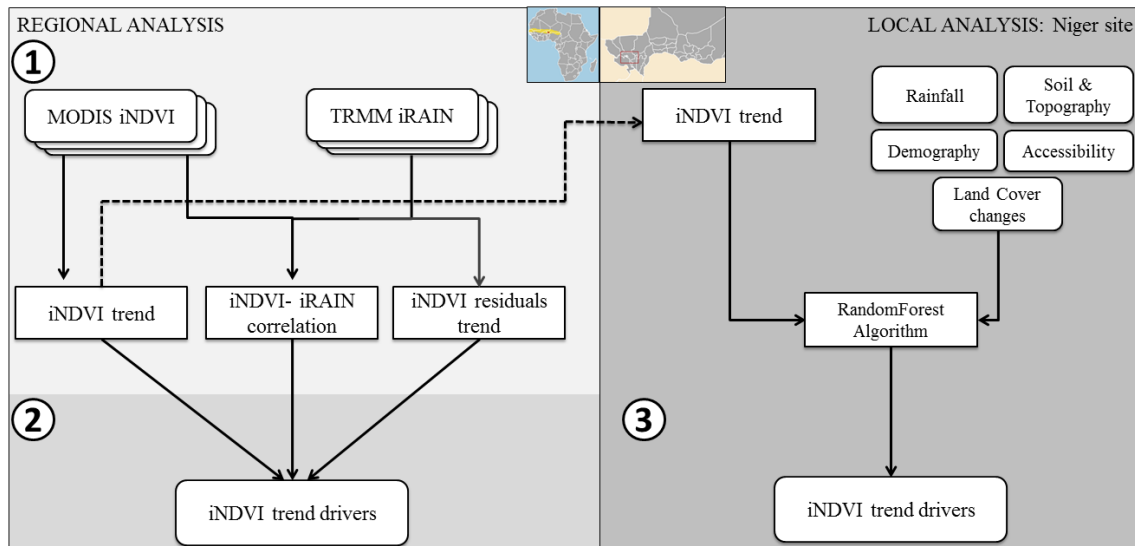 REGIONAL ANALYSIS
1
MODIS iNDVI
TRMM iRAIN
iNDVI trend
iNDVI- iRAIN
correlation
iNDVI residuals
trend
2
iNDVI trend drivers
LOCAL ANALYSIS: Niger site
iNDVI trend
Rainfall
Soil &
Topography
Demography
Accessibility
Land Cover
changes
RandomForest
Algorithm
3
iNDVI trend drivers